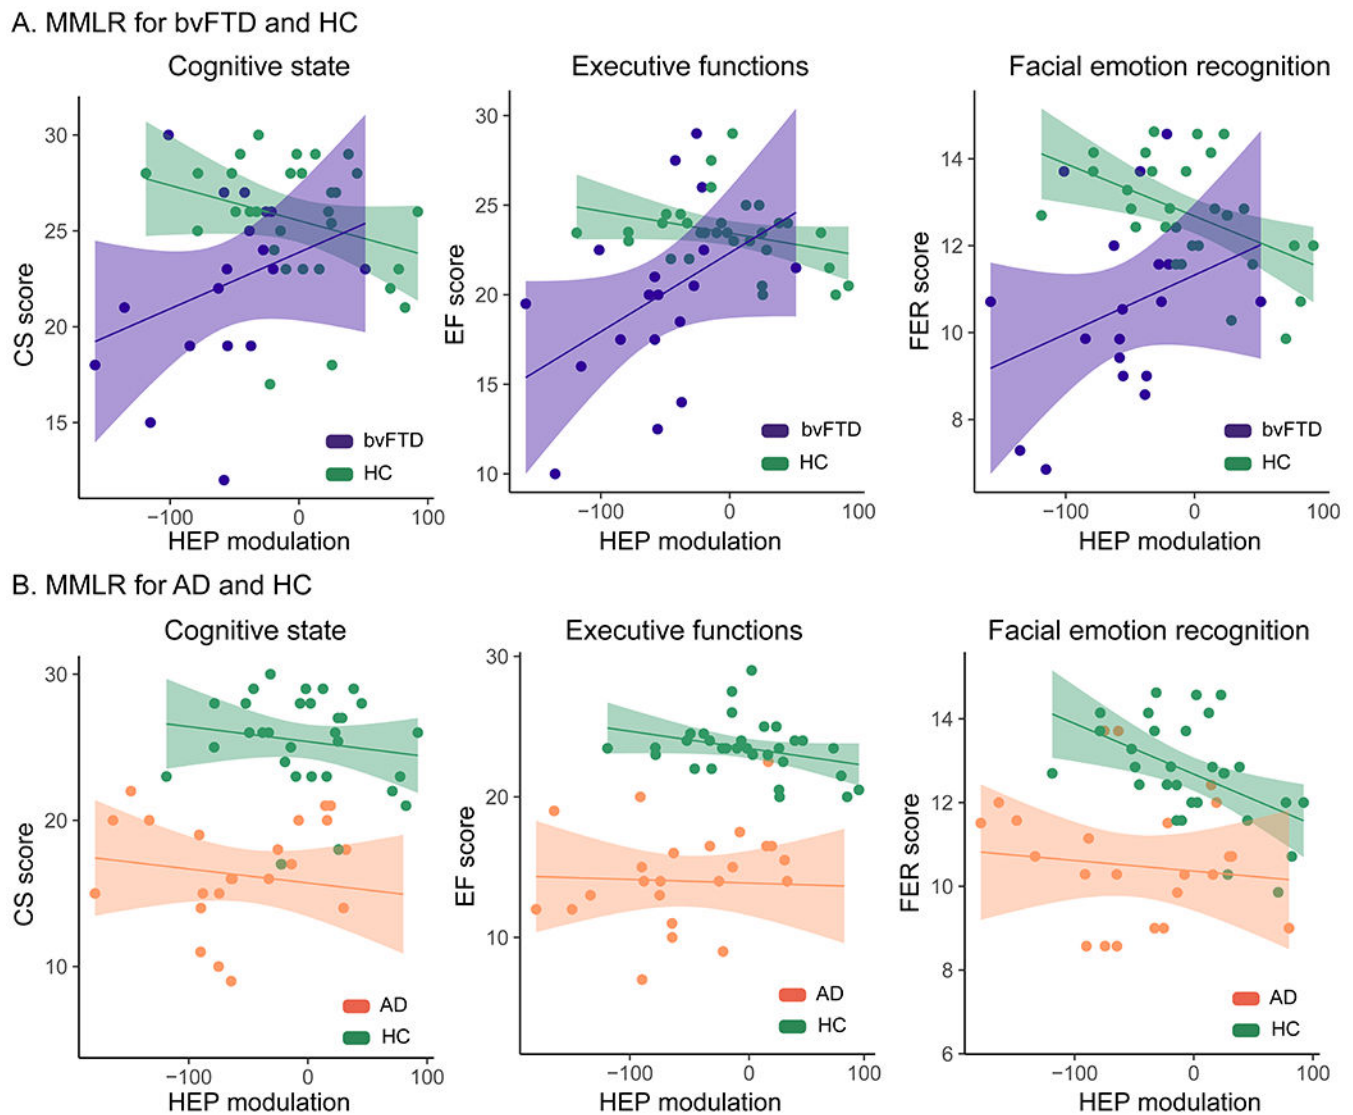 A. MMLR for bvFTD and HC
Cognitive state
Executive functions
Facial emotion recognition
CS score
30
25
20
15
−100
0
100
HEP modulation
bvFTD
HC
EF score
30
25
20
15
10
−100
0
100
HEP modulation
bvFTD
HC
FER score
14
12
10
8
−100
0
100
HEP modulation
bvFTD
HC
B. MMLR for AD and HC
Cognitive state
Executive functions
Facial emotion recognition
CS score
30
20
10
−100
0
100
HEP modulation
AD
HC
EF score
30
20
10
−100
0
100
HEP modulation
AD
HC
FER score
14
12
10
8
6
−100
0
100
HEP modulation
AD
HC